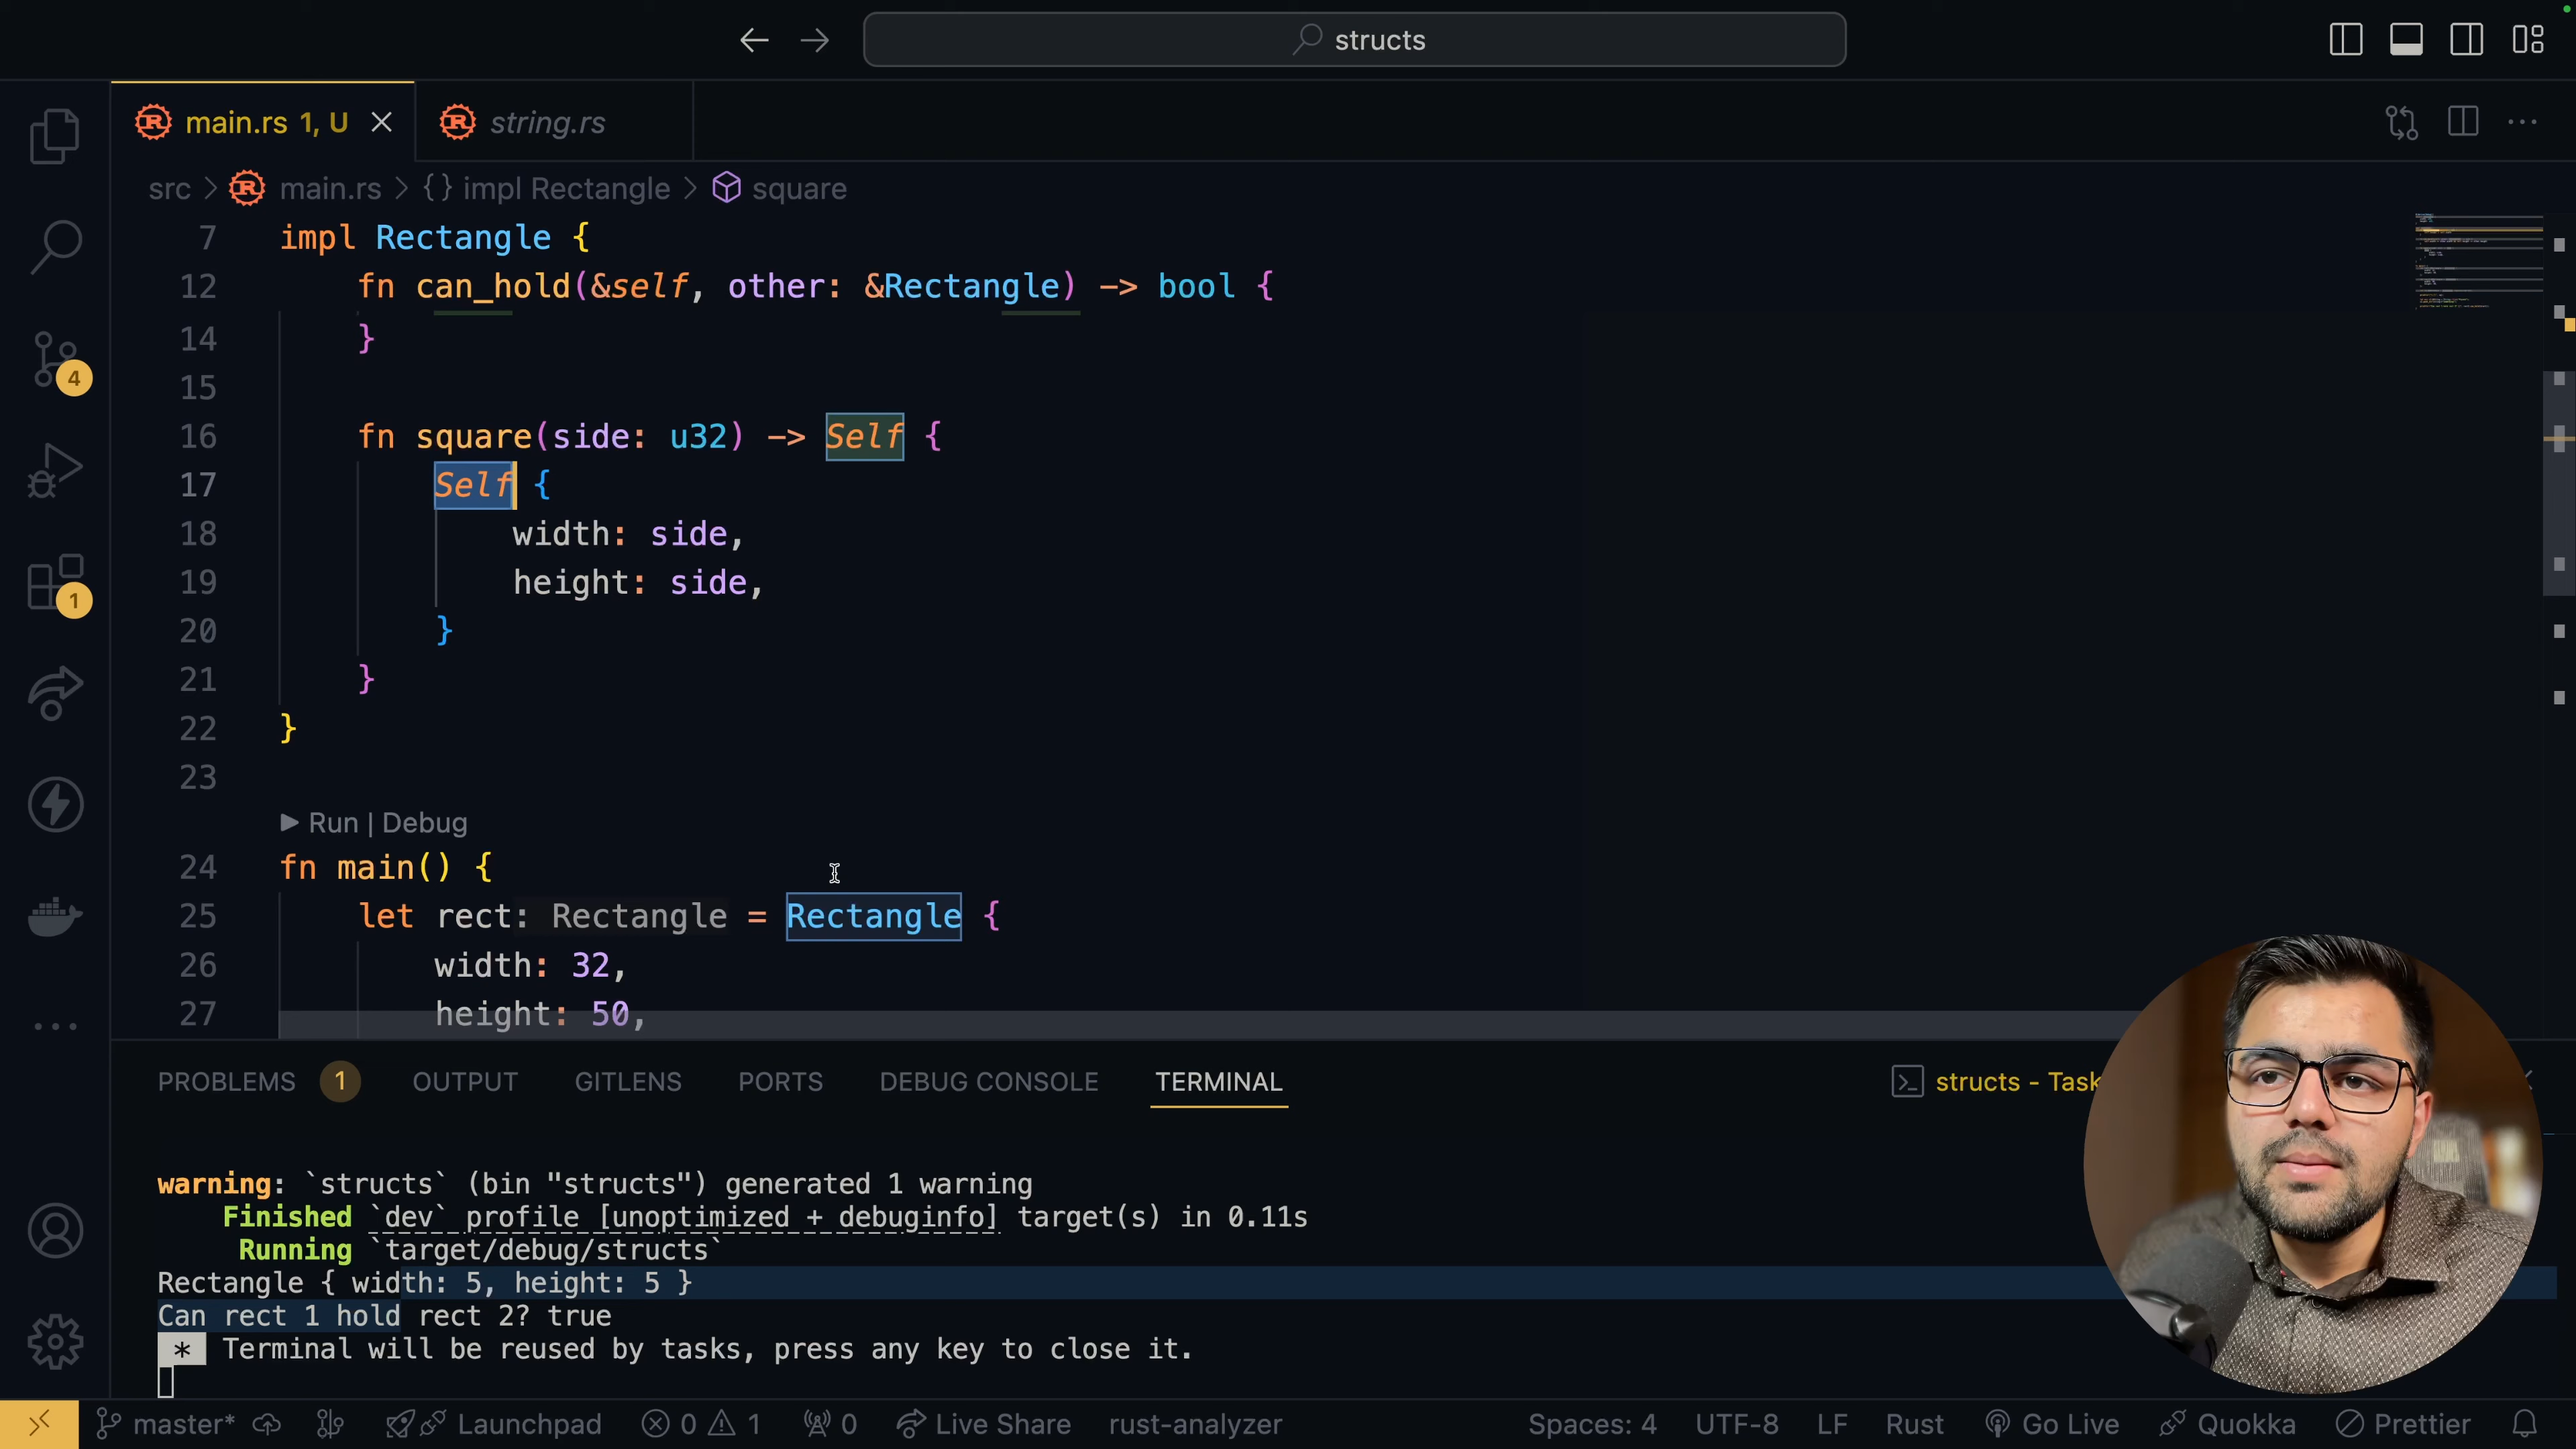 structs
main.rs 1, U
string.rs
src > main.rs > {} impl Rectangle > square
7 impl Rectangle {
12 fn can_hold(&self, other: &Rectangle) -> bool {
14 }
15
16 fn square(side: u32) -> Self {
17 Self {
18 width: side,
19 height: side,
20 }
21 }
22 }
23
Run | Debug
24 fn main() {
25 let rect: Rectangle = Rectangle {
26 width: 32,
27 height: 50,
4
1
PROBLEMS 1 OUTPUT GITLENS PORTS DEBUG CONSOLE TERMINAL structs - Task
warning: `structs` (bin "structs") generated 1 warning
Finished `dev` profile [unoptimized + debuginfo] target(s) in 0.11s
Running `target/debug/structs`
Rectangle { width: 5, height: 5 }
Can rect 1 hold rect 2? true
* Terminal will be reused by tasks, press any key to close it.
master* Launchpad 0 1 0 Live Share rust-analyzer Spaces: 4 UTF-8 LF Rust Go Live Quokka Prettier